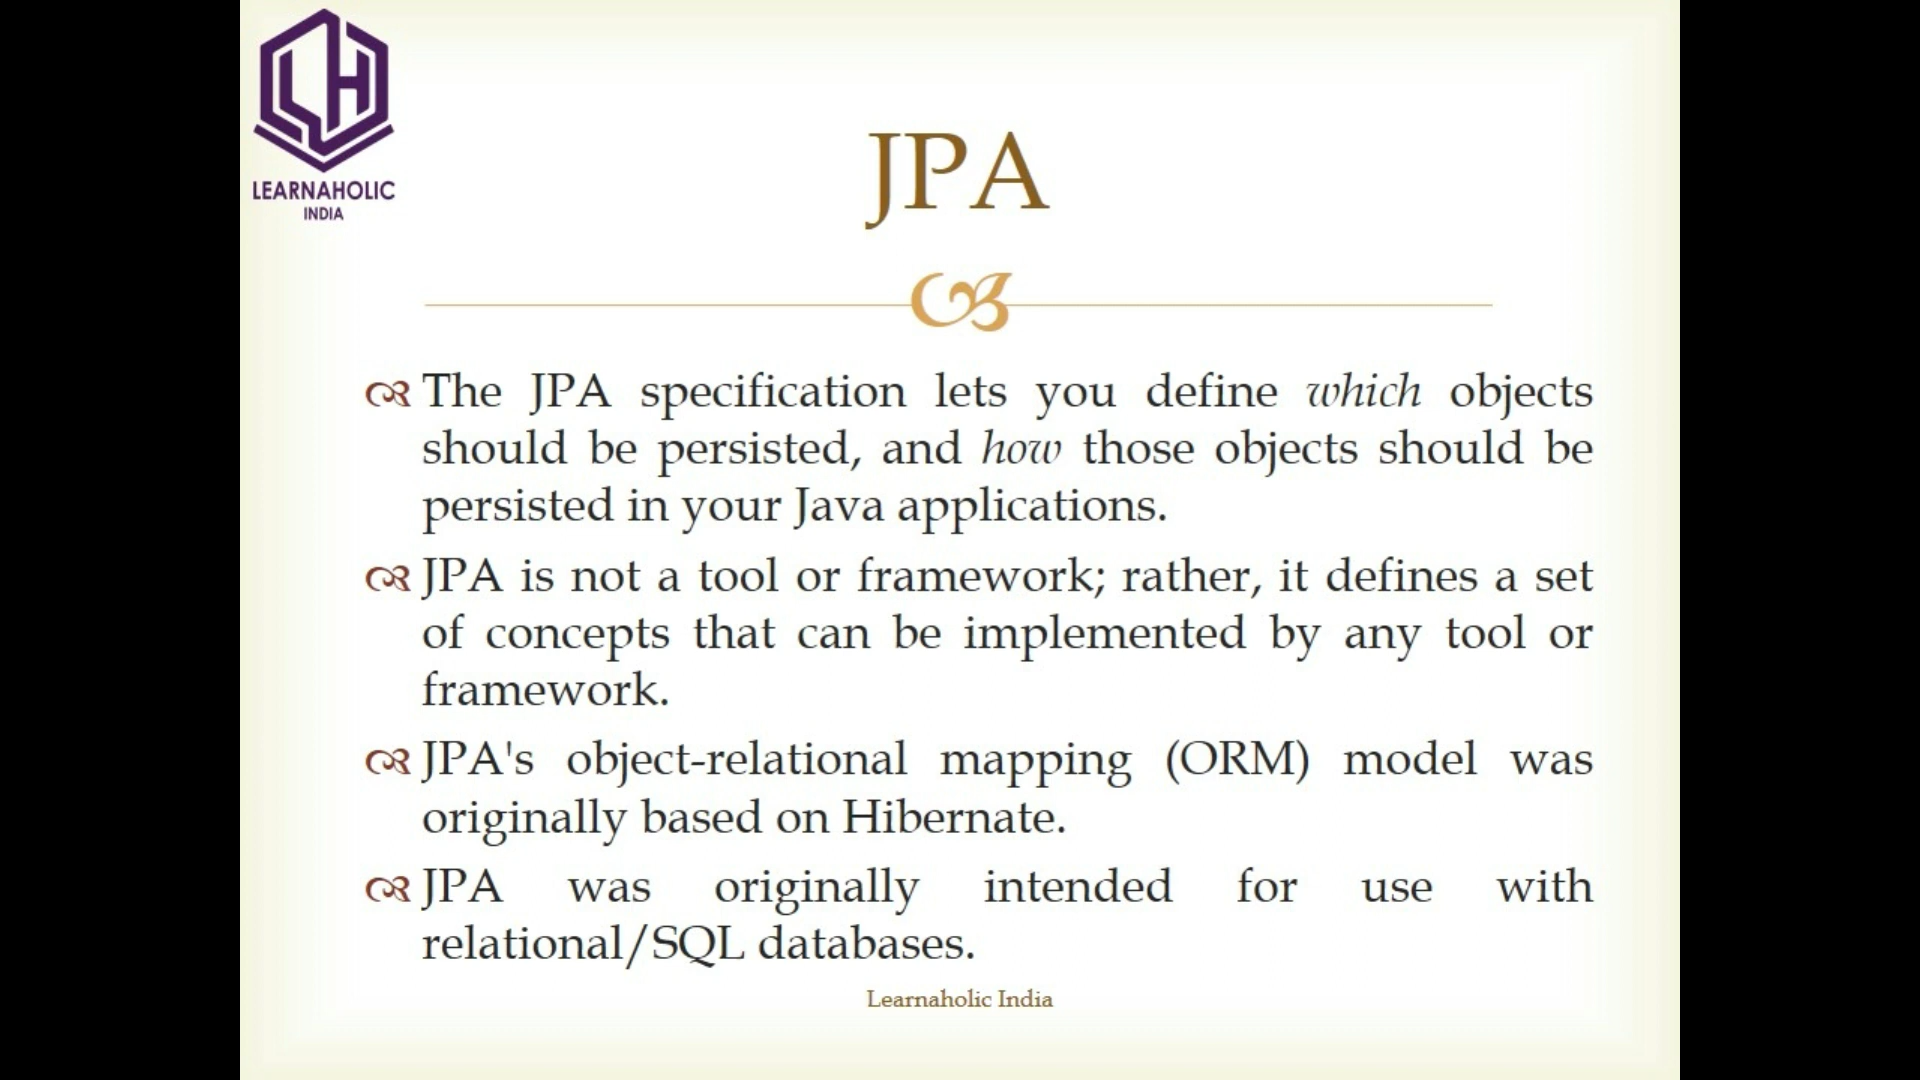 LEARNAHOLIC
INDIA
JPA
The JPA specification lets you define which objects
should be persisted, and how those objects should be
persisted in your Java applications.
JPA is not a tool or framework; rather, it defines a set
of concepts that can be implemented by any tool or
framework.
JPA's object-relational mapping (ORM) model was
originally based on Hibernate.
JPA was originally intended for use with
relational/SQL databases.
Learnaholic India